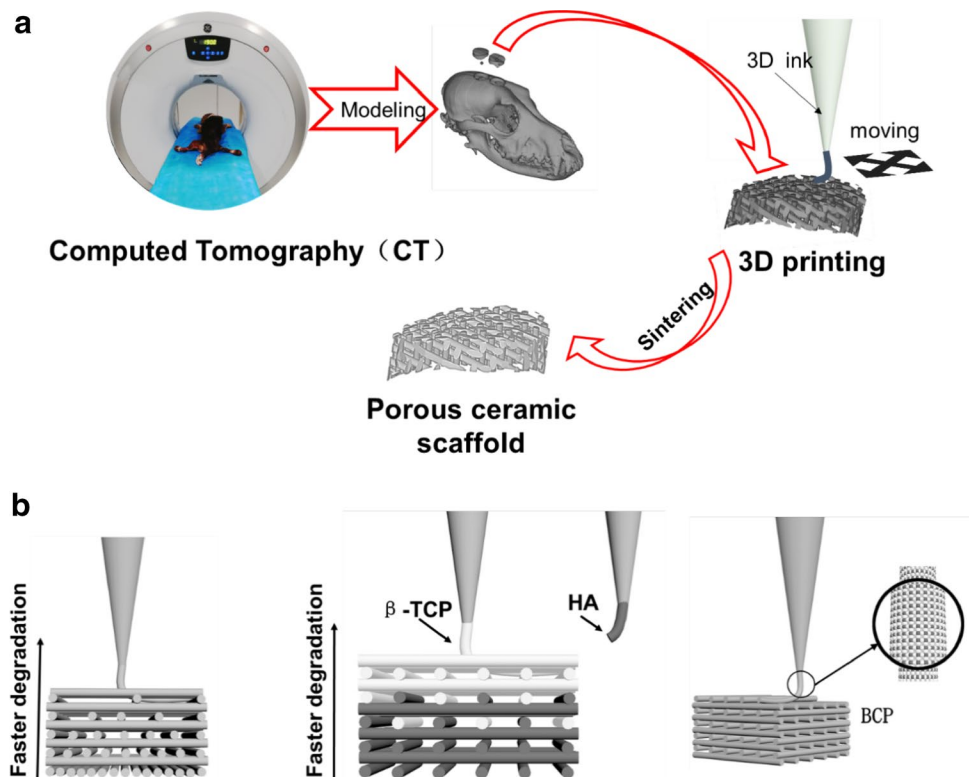 a
3D ink
Modeling
moving
Computed Tomography（CT）
3D printing
Sintering
Porous ceramic
scaffold
b
Faster degradation
Faster degradation
β-TCP
HA
BCP